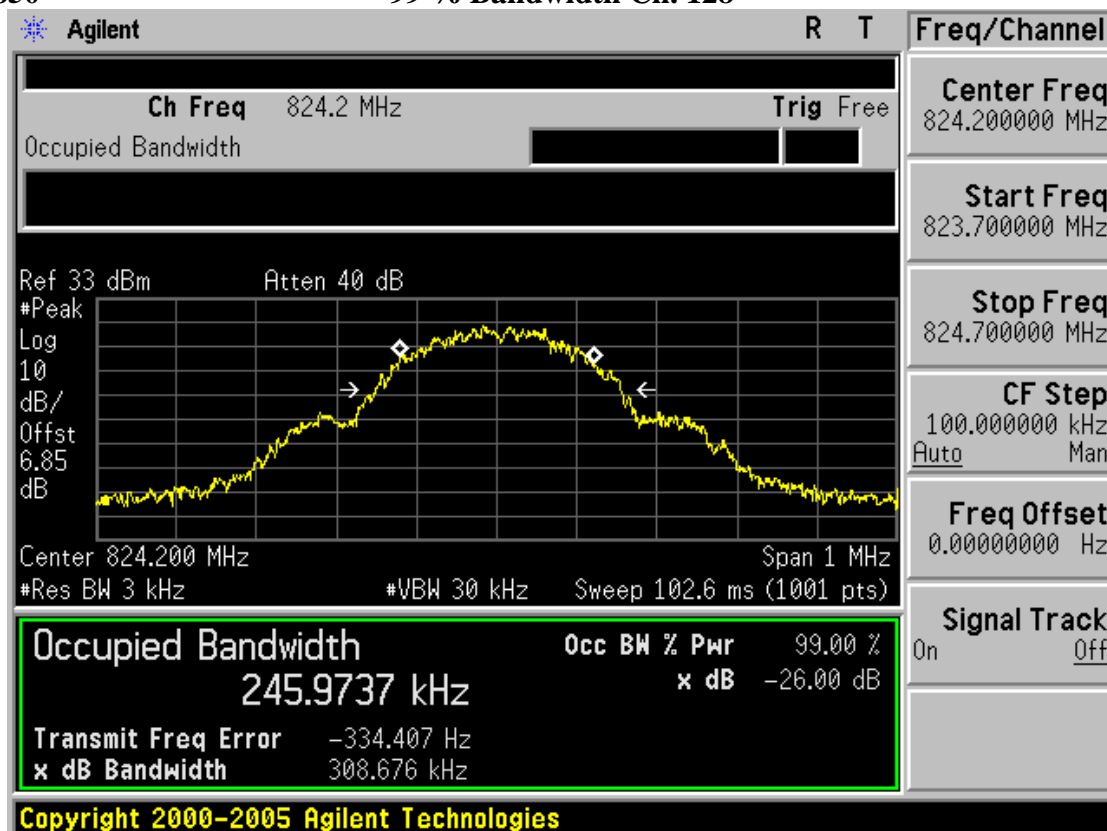 99 % Bandwidth Ch. 128
Agilent R T
Ch Freq 824.2 MHz Trig Free
Occupied Bandwidth
Ref 33 dBm Atten 40 dB
#Peak
Log
10
dB/
Offst
6.85
dB
Center 824.200 MHz Span 1 MHz
#Res BW 3 kHz #VBW 30 kHz Sweep 102.6 ms (1001 pts)
Occupied Bandwidth Occ BW % Pwr 99.00 %
245.9737 kHz x dB -26.00 dB
Transmit Freq Error -334.407 Hz
x dB Bandwidth 308.676 kHz
Copyright 2000-2005 Agilent Technologies
Freq/Channel
Center Freq
824.200000 MHz
Start Freq
823.700000 MHz
Stop Freq
824.700000 MHz
CF Step
100.000000 kHz
Auto Man
Freq Offset
0.00000000 Hz
Signal Track
On Off